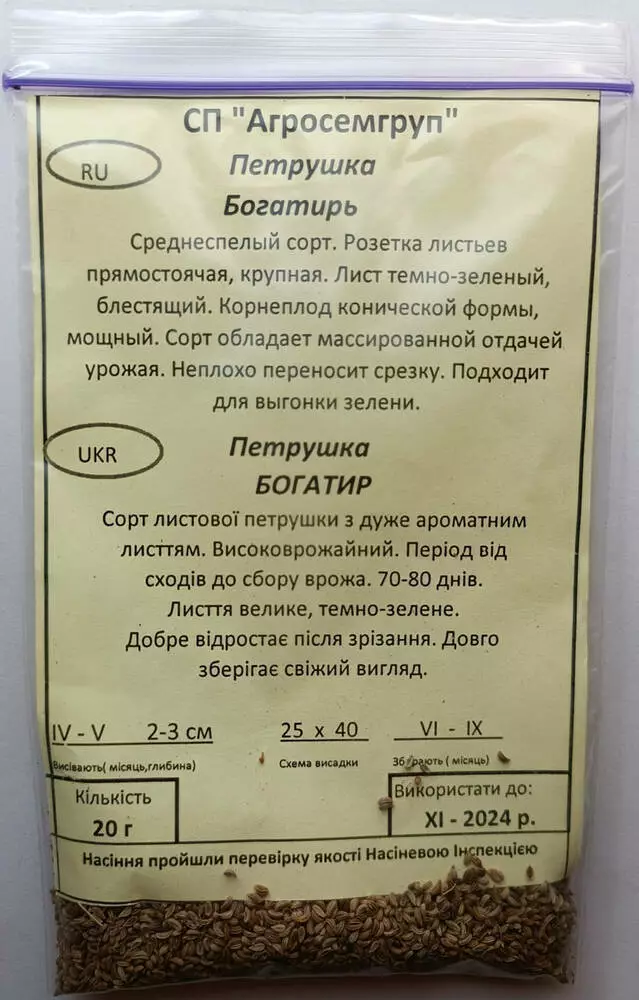 СП "Агросемгруп"
RU
Петрушка
Богатирь
Среднеспелый сорт. Розетка листьев
прямостоячая, крупная. Лист темно-зеленый,
блестящий. Корнеплод конической формы,
мощный. Сорт обладает массированной отдачей
урожая. Неплохо переносит срезку. Подходит
для выгонки зелени.
UKR
Петрушка
БОГАТИР
Сорт листової петрушки з дуже ароматним
листтям. Високоврожайний. Період від
сходів до сбору врожа. 70-80 днів.
Листя велике, темно-зелене.
Добре відростає після зрізання. Довго
зберігає свіжий вигляд.
IV - V 2-3 см 25 х 40 VI - IX
Висівають( місяць,глибина) Схема висадки Збирають ( місяць)
Кількість
20 г
Використати до:
XI - 2024 р.
Насіння пройшли перевірку якості Насіневою Інспекцією